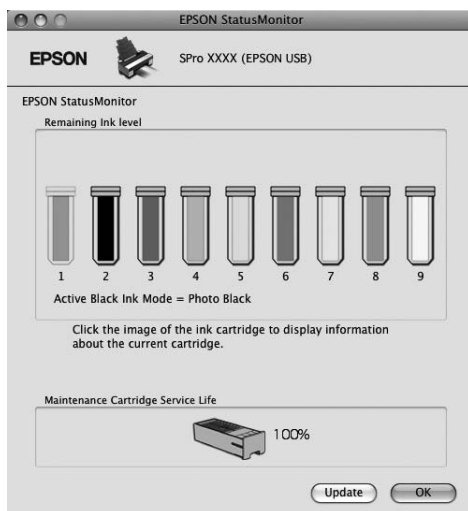 EPSON StatusMonitor
EPSON
SPro XXXX (EPSON USB)
EPSON StatusMonitor
Remaining Ink level
1 2 3 4 5 6 7 8 9
Active Black Ink Mode = Photo Black
Click the image of the ink cartridge to display information
about the current cartridge.
Maintenance Cartridge Service Life
100%
Update OK